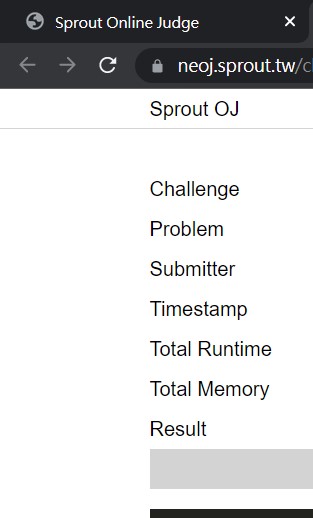 Sprout Online Judge
neoj.sprout.tw/c
Sprout OJ
Challenge
Problem
Submitter
Timestamp
Total Runtime
Total Memory
Result